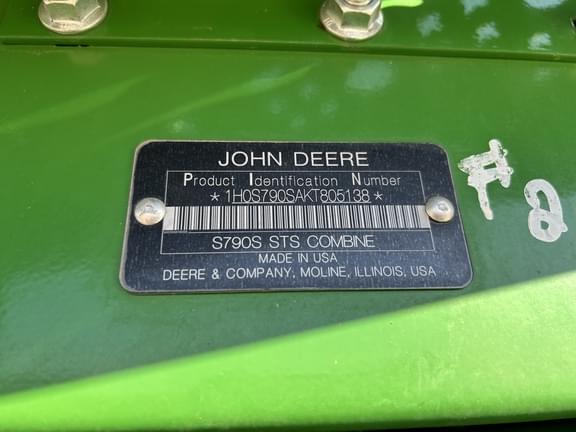 JOHN DEERE
Product Identification Number
*1H0S790SAKT805138*
S790S STS COMBINE
MADE IN USA
DEERE & COMPANY, MOLINE, ILLINOIS, USA